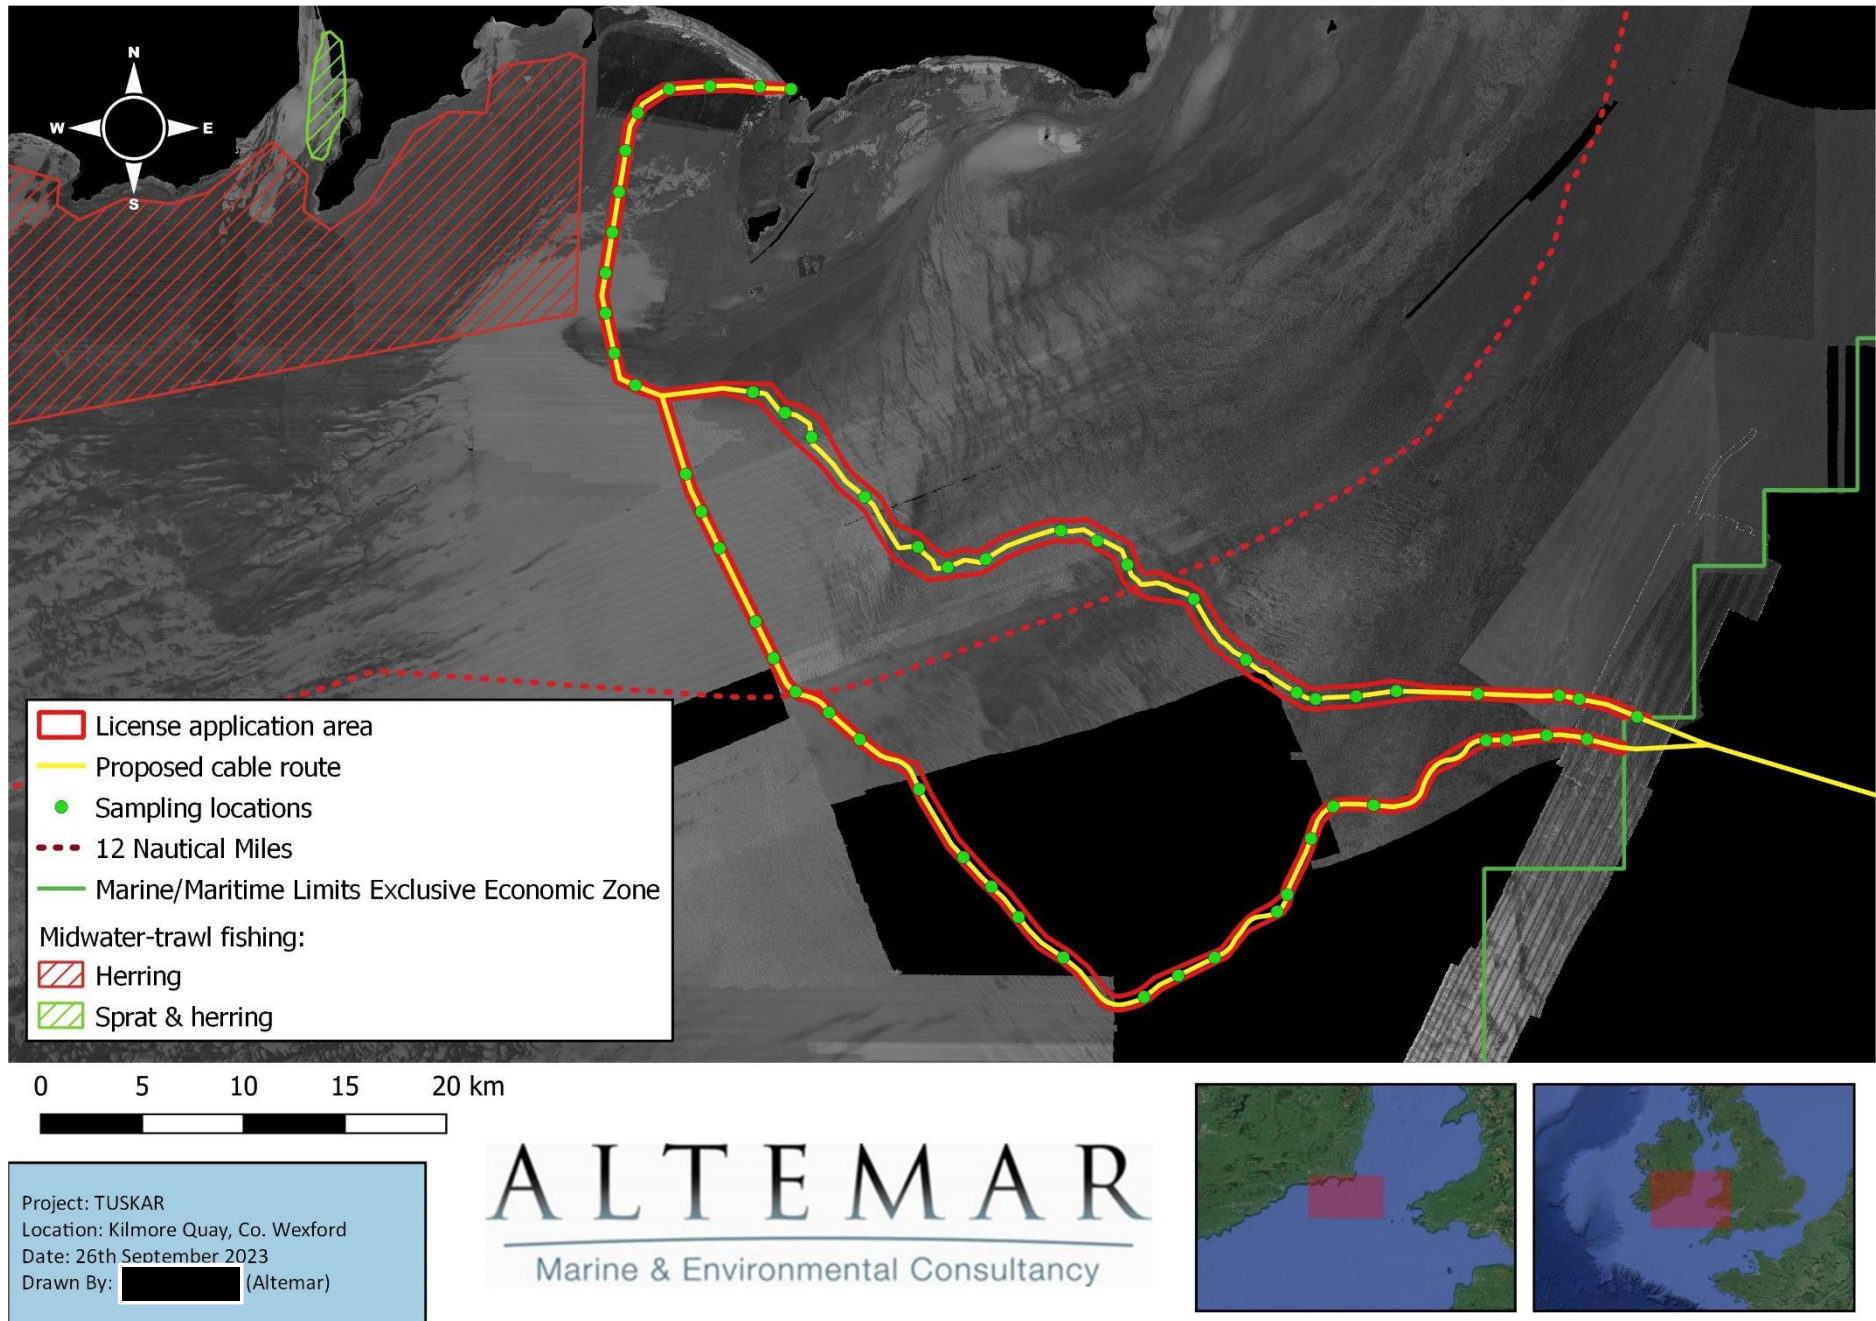 N
W E
S
License application area
Proposed cable route
Sampling locations
12 Nautical Miles
Marine/Maritime Limits Exclusive Economic Zone
Midwater-trawl fishing:
Herring
Sprat & herring
0 5 10 15 20 km
Project: TUSKAR
Location: Kilmore Quay, Co. Wexford
Date: 26th September 2023
Drawn By: (Altemar)
ALTEMAR
Marine & Environmental Consultancy